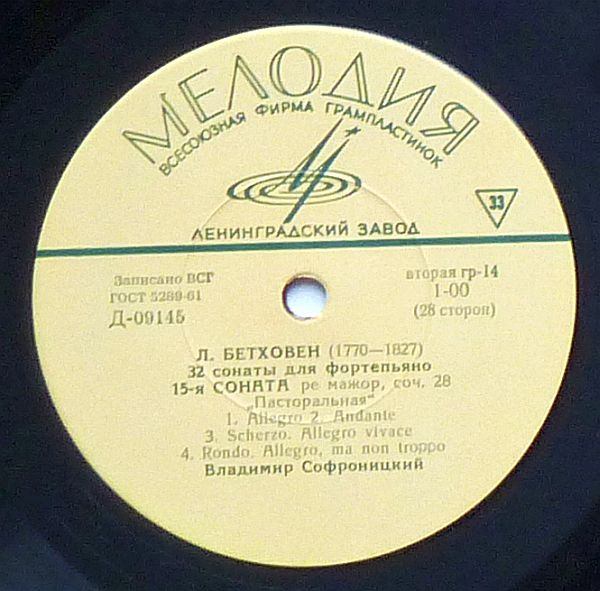 МЕЛОДИЯ
ВСЕСОЮЗНАЯ ФИРМА ГРАМПЛАСТИНОК
33
ЛЕНИНГРАДСКИЙ ЗАВОД
Записано ВСГ
ГОСТ 5289-61
Д-09145
вторая гр-14
1-00
(28 сторон)
Л. БЕТХОВЕН (1770—1827)
32 сонаты для фортепьяно
15-я СОНАТА ре мажор, соч. 28
„Пасторальная“
1. Allegro 2. Andante
3. Scherzo. Allegro vivace
4. Rondo. Allegro, ma non troppo
Владимир Софроницкий